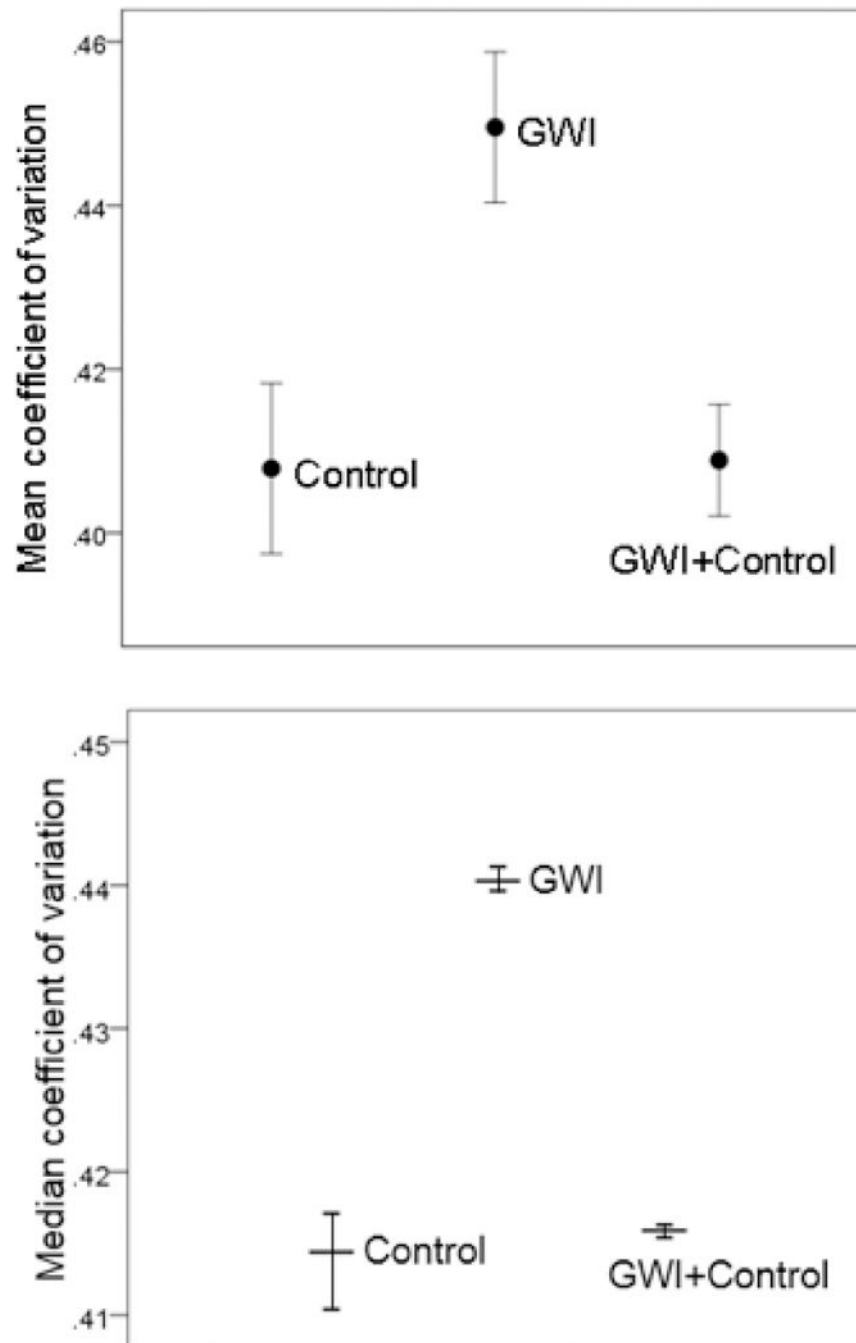 Mean coefficient of variation
.46
.44
.42
.40
GWI
Control
GWI+Control
Median coefficient of variation
.45
.44
.43
.42
.41
GWI
Control
GWI+Control